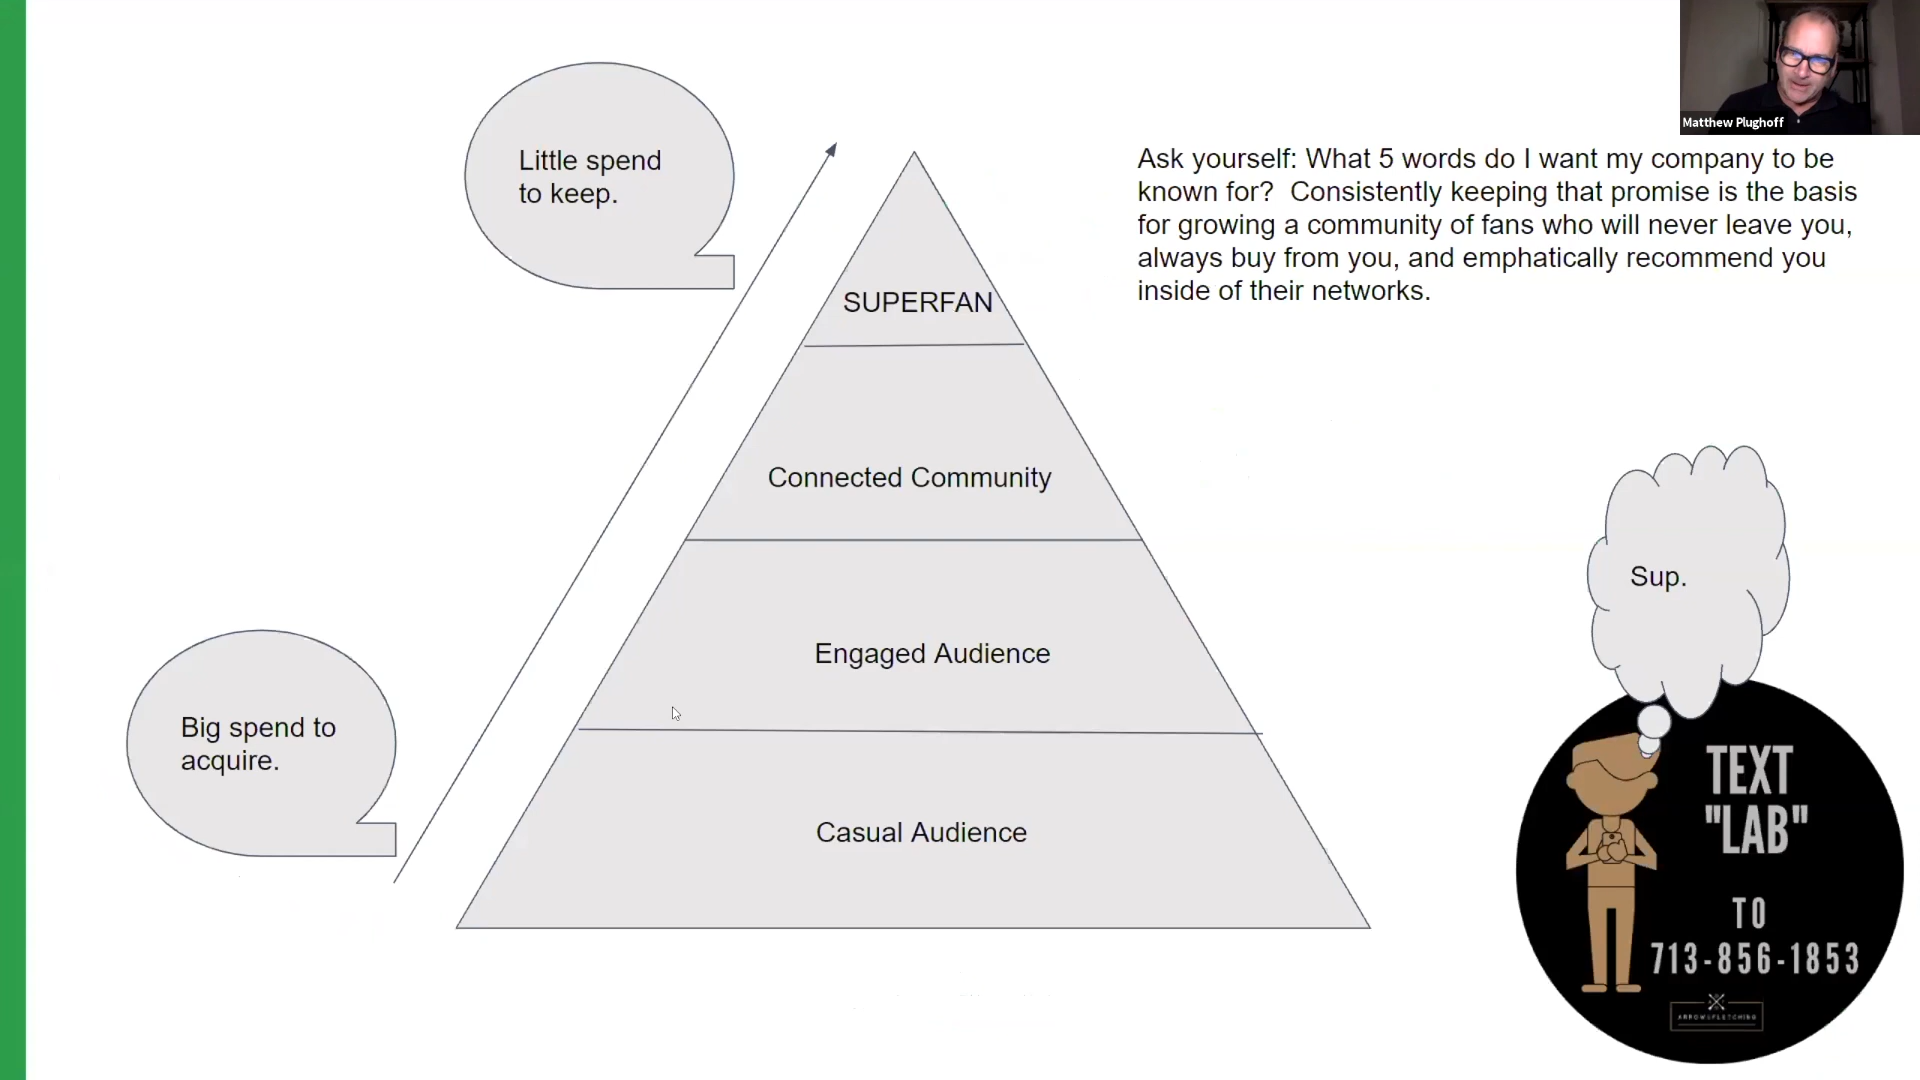 Matthew Plughoff
Little spend
to keep.
Ask yourself: What 5 words do I want my company to be
known for?  Consistently keeping that promise is the basis
for growing a community of fans who will never leave you,
always buy from you, and emphatically recommend you
inside of their networks.
SUPERFAN
Connected Community
Engaged Audience
Casual Audience
Big spend to
acquire.
Sup.
TEXT
"LAB"
TO
713-856-1853
ARROW&FLETCHING